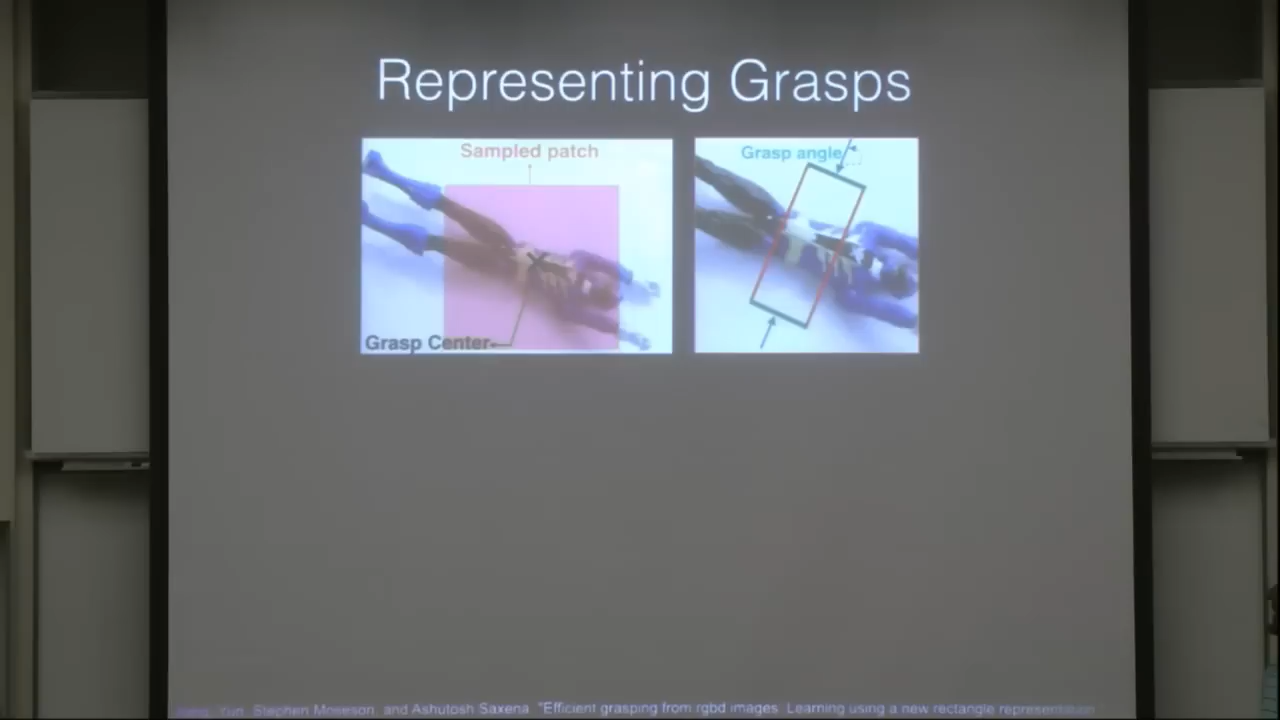 Representing Grasps
Sampled patch
Grasp angle
Grasp Center
Yun, Stephen Moseson, and Ashutosh Saxena. "Efficient grasping from rgbd images: Learning using a new rectangle representation